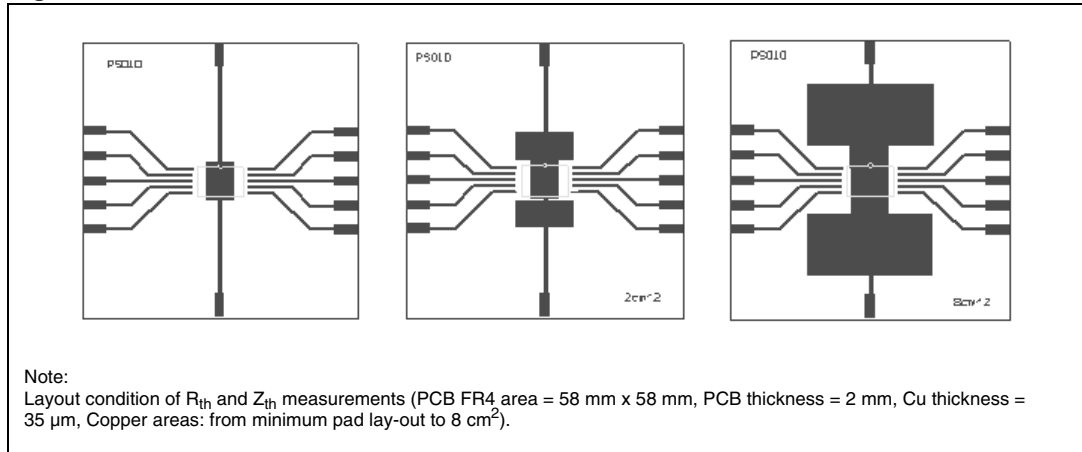 PSO10
PSO10
PSO10
2cm^2
8cm^2
Note:
Layout condition of Rth and Zth measurements (PCB FR4 area = 58 mm x 58 mm, PCB thickness = 2 mm, Cu thickness =
35 µm, Copper areas: from minimum pad lay-out to 8 cm²).